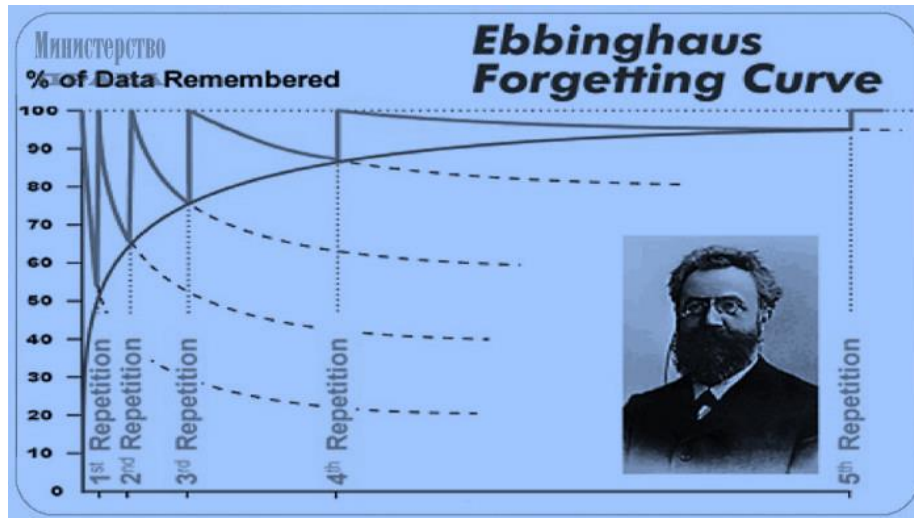 Министерство
Ebbinghaus
Forgetting Curve
% of Data Remembered
100
90
80
70
60
50
40
30
20
10
0
1st Repetition
2nd Repetition
3rd Repetition
4th Repetition
5th Repetition